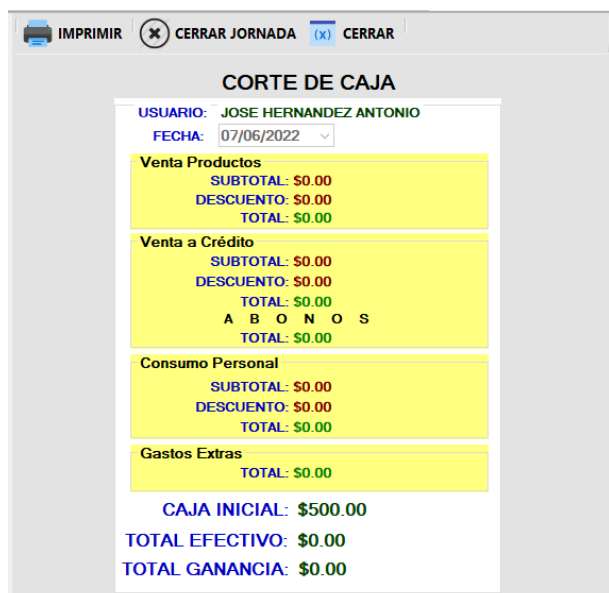 IMPRIMIR CERRAR JORNADA (x) CERRAR
CORTE DE CAJA
USUARIO: JOSE HERNANDEZ ANTONIO
FECHA: 07/06/2022
Venta Productos
SUBTOTAL: $0.00
DESCUENTO: $0.00
TOTAL: $0.00
Venta a Crédito
SUBTOTAL: $0.00
DESCUENTO: $0.00
TOTAL: $0.00
A B O N O S
TOTAL: $0.00
Consumo Personal
SUBTOTAL: $0.00
DESCUENTO: $0.00
TOTAL: $0.00
Gastos Extras
TOTAL: $0.00
CAJA INICIAL: $500.00
TOTAL EFECTIVO: $0.00
TOTAL GANANCIA: $0.00